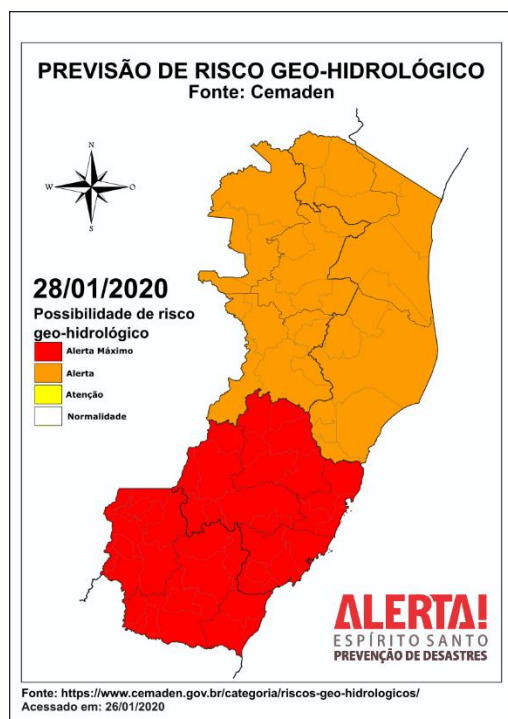 PREVISÃO DE RISCO GEO-HIDROLÓGICO
Fonte: Cemaden
N
W
O
S
28/01/2020
Possibilidade de risco
geo-hidrológico
Alerta Máximo
Alerta
Atenção
Normalidade
ALERTA!
ESPÍRITO SANTO
PREVENÇÃO DE DESASTRES
Fonte: https://www.cemaden.gov.br/categoria/riscos-geo-hidrologicos/
Acessado em: 26/01/2020